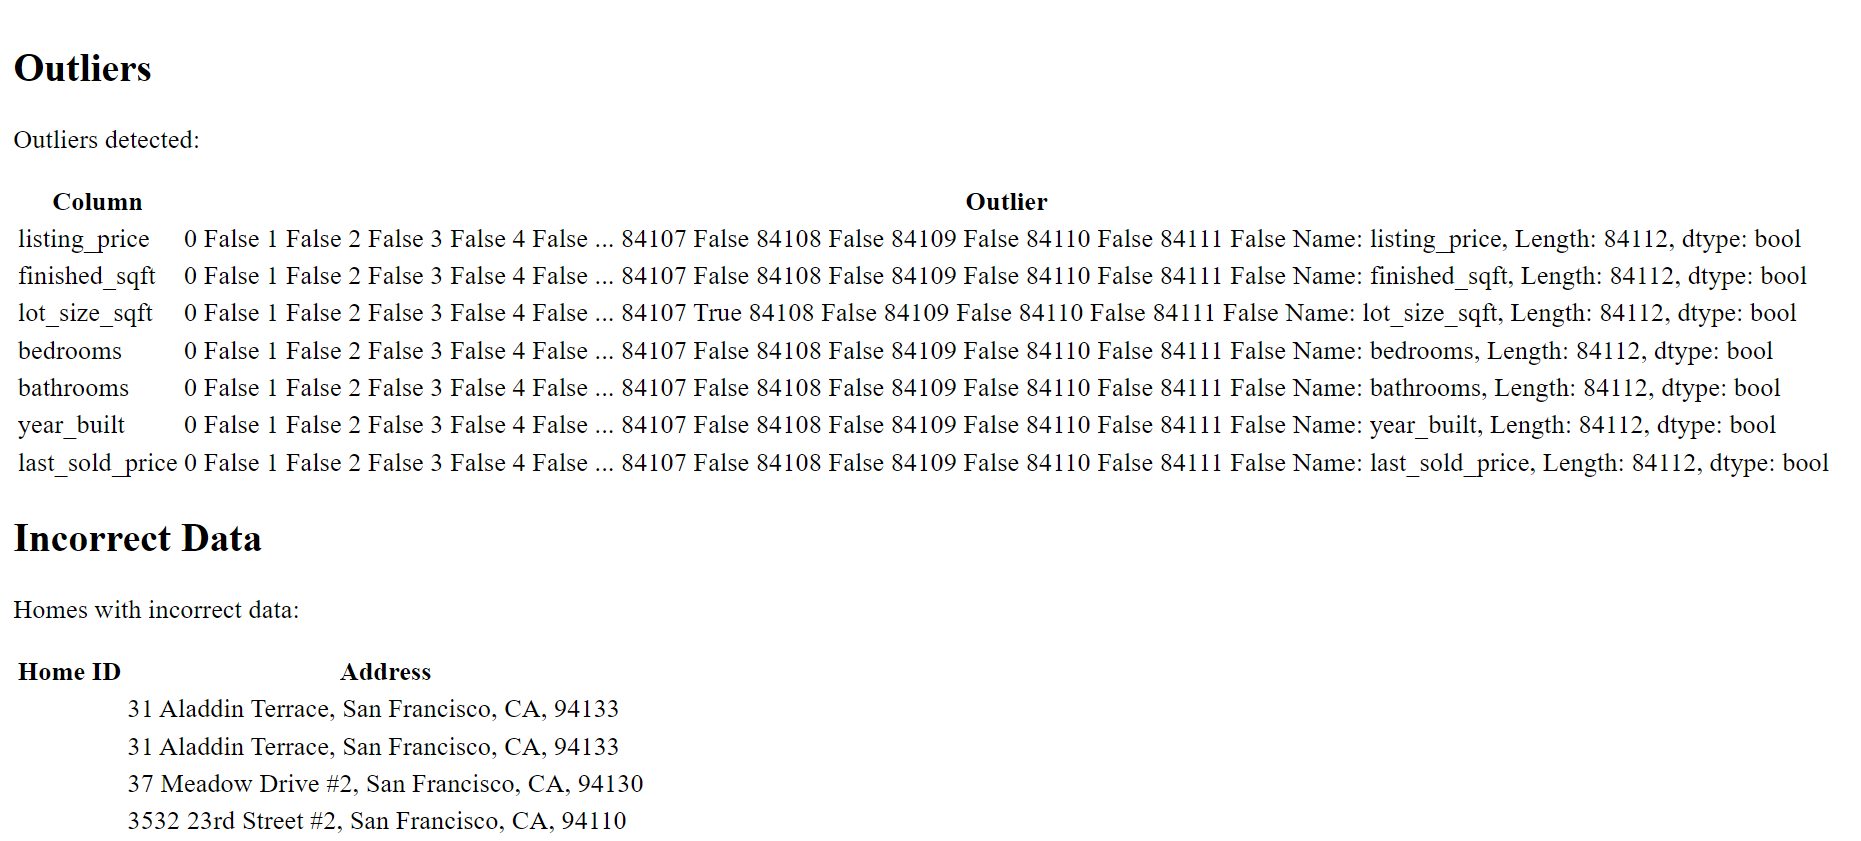 Outliers
Outliers detected:
Column Outlier
listing_price 0 False 1 False 2 False 3 False 4 False ... 84107 False 84108 False 84109 False 84110 False 84111 False Name: listing_price, Length: 84112, dtype: bool
finished_sqft 0 False 1 False 2 False 3 False 4 False ... 84107 False 84108 False 84109 False 84110 False 84111 False Name: finished_sqft, Length: 84112, dtype: bool
lot_size_sqft 0 False 1 False 2 False 3 False 4 False ... 84107 True 84108 False 84109 False 84110 False 84111 False Name: lot_size_sqft, Length: 84112, dtype: bool
bedrooms 0 False 1 False 2 False 3 False 4 False ... 84107 False 84108 False 84109 False 84110 False 84111 False Name: bedrooms, Length: 84112, dtype: bool
bathrooms 0 False 1 False 2 False 3 False 4 False ... 84107 False 84108 False 84109 False 84110 False 84111 False Name: bathrooms, Length: 84112, dtype: bool
year_built 0 False 1 False 2 False 3 False 4 False ... 84107 False 84108 False 84109 False 84110 False 84111 False Name: year_built, Length: 84112, dtype: bool
last_sold_price 0 False 1 False 2 False 3 False 4 False ... 84107 False 84108 False 84109 False 84110 False 84111 False Name: last_sold_price, Length: 84112, dtype: bool
Incorrect Data
Homes with incorrect data:
Home ID Address
31 Aladdin Terrace, San Francisco, CA, 94133
31 Aladdin Terrace, San Francisco, CA, 94133
37 Meadow Drive #2, San Francisco, CA, 94130
3532 23rd Street #2, San Francisco, CA, 94110